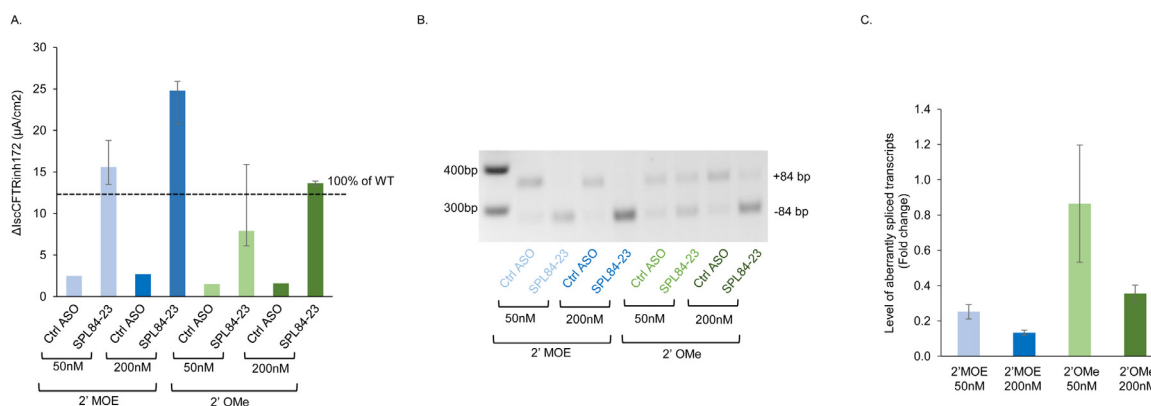 A.
ΔIscCFTRinh172 (µA/cm2)
30
25
20
15
10
5
0
100% of WT
Ctrl ASO
SPL84-23
Ctrl ASO
SPL84-23
Ctrl ASO
SPL84-23
Ctrl ASO
SPL84-23
50nM
200nM
50nM
200nM
2' MOE
2' OMe
B.
400bp
300bp
+84 bp
-84 bp
Ctrl ASO
SPL84-23
Ctrl ASO
SPL84-23
Ctrl ASO
SPL84-23
Ctrl ASO
SPL84-23
50nM
200nM
50nM
200nM
2' MOE
2' OMe
C.
Level of aberrantly spliced transcripts
(Fold change)
1.4
1.2
1.0
0.8
0.6
0.4
0.2
0.0
2'MOE
50nM
2'MOE
200nM
2'OMe
50nM
2'OMe
200nM